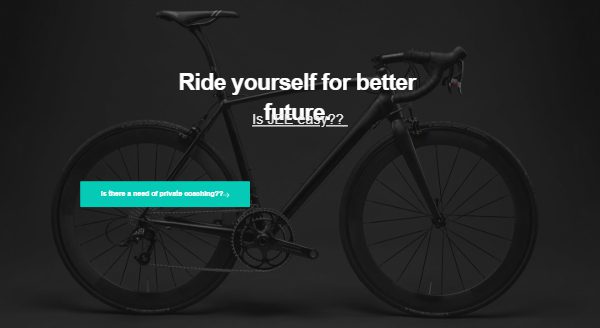 Ride yourself for better
future.
Is JEE easy??
Is there a need of private coaching??